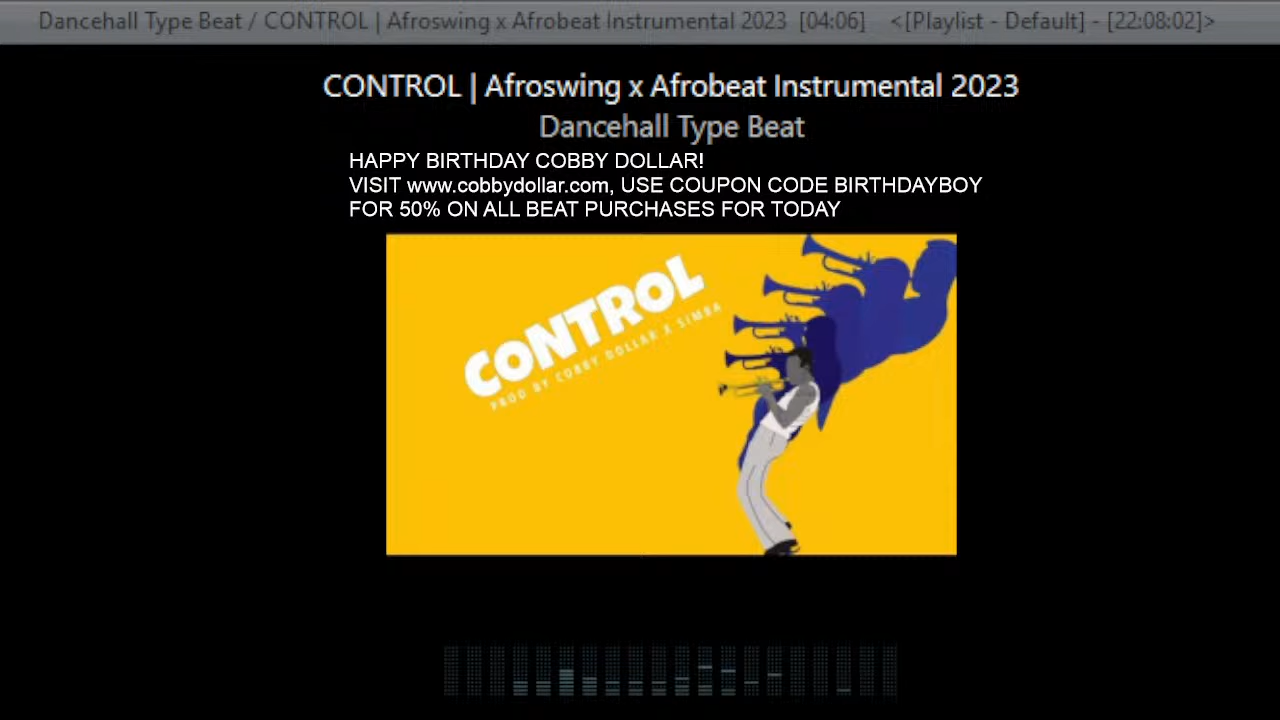 Dancehall Type Beat / CONTROL | Afroswing x Afrobeat Instrumental 2023 [04:06] <[Playlist - Default] - [22:08:02]>
CONTROL | Afroswing x Afrobeat Instrumental 2023
Dancehall Type Beat
HAPPY BIRTHDAY COBBY DOLLAR!
VISIT www.cobbydollar.com, USE COUPON CODE BIRTHDAYBOY
FOR 50% ON ALL BEAT PURCHASES FOR TODAY
CONTROL
PROD BY COBBY DOLLAR X SIMBA